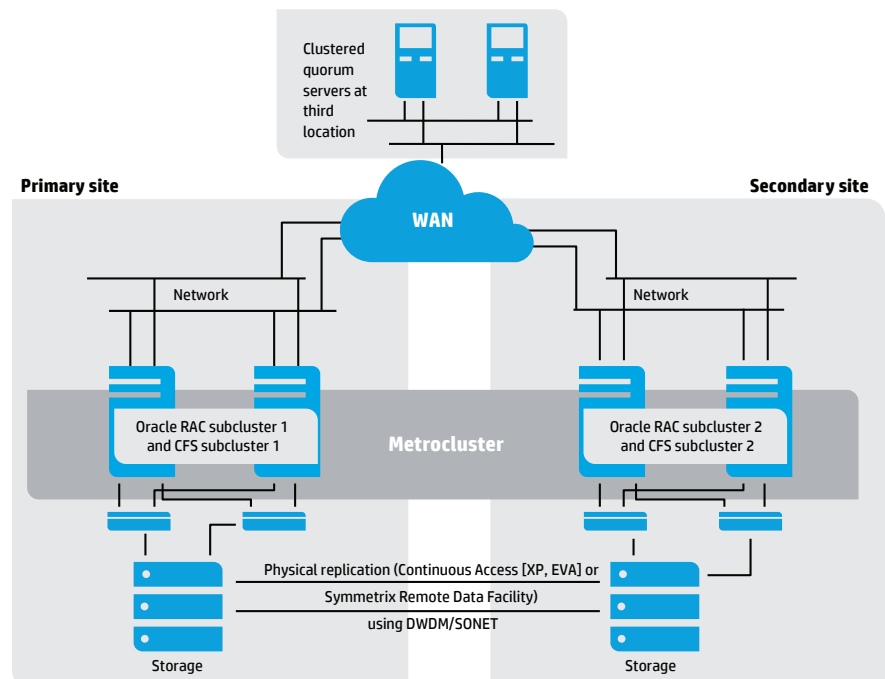 Clustered
quorum
servers at
third
location
Primary site
Secondary site
WAN
Network
Network
Oracle RAC subcluster 1
and CFS subcluster 1
Metrocluster
Oracle RAC subcluster 2
and CFS subcluster 2
Physical replication (Continuous Access [XP, EVA] or
Symmetrix Remote Data Facility)
using DWDM/SONET
Storage
Storage